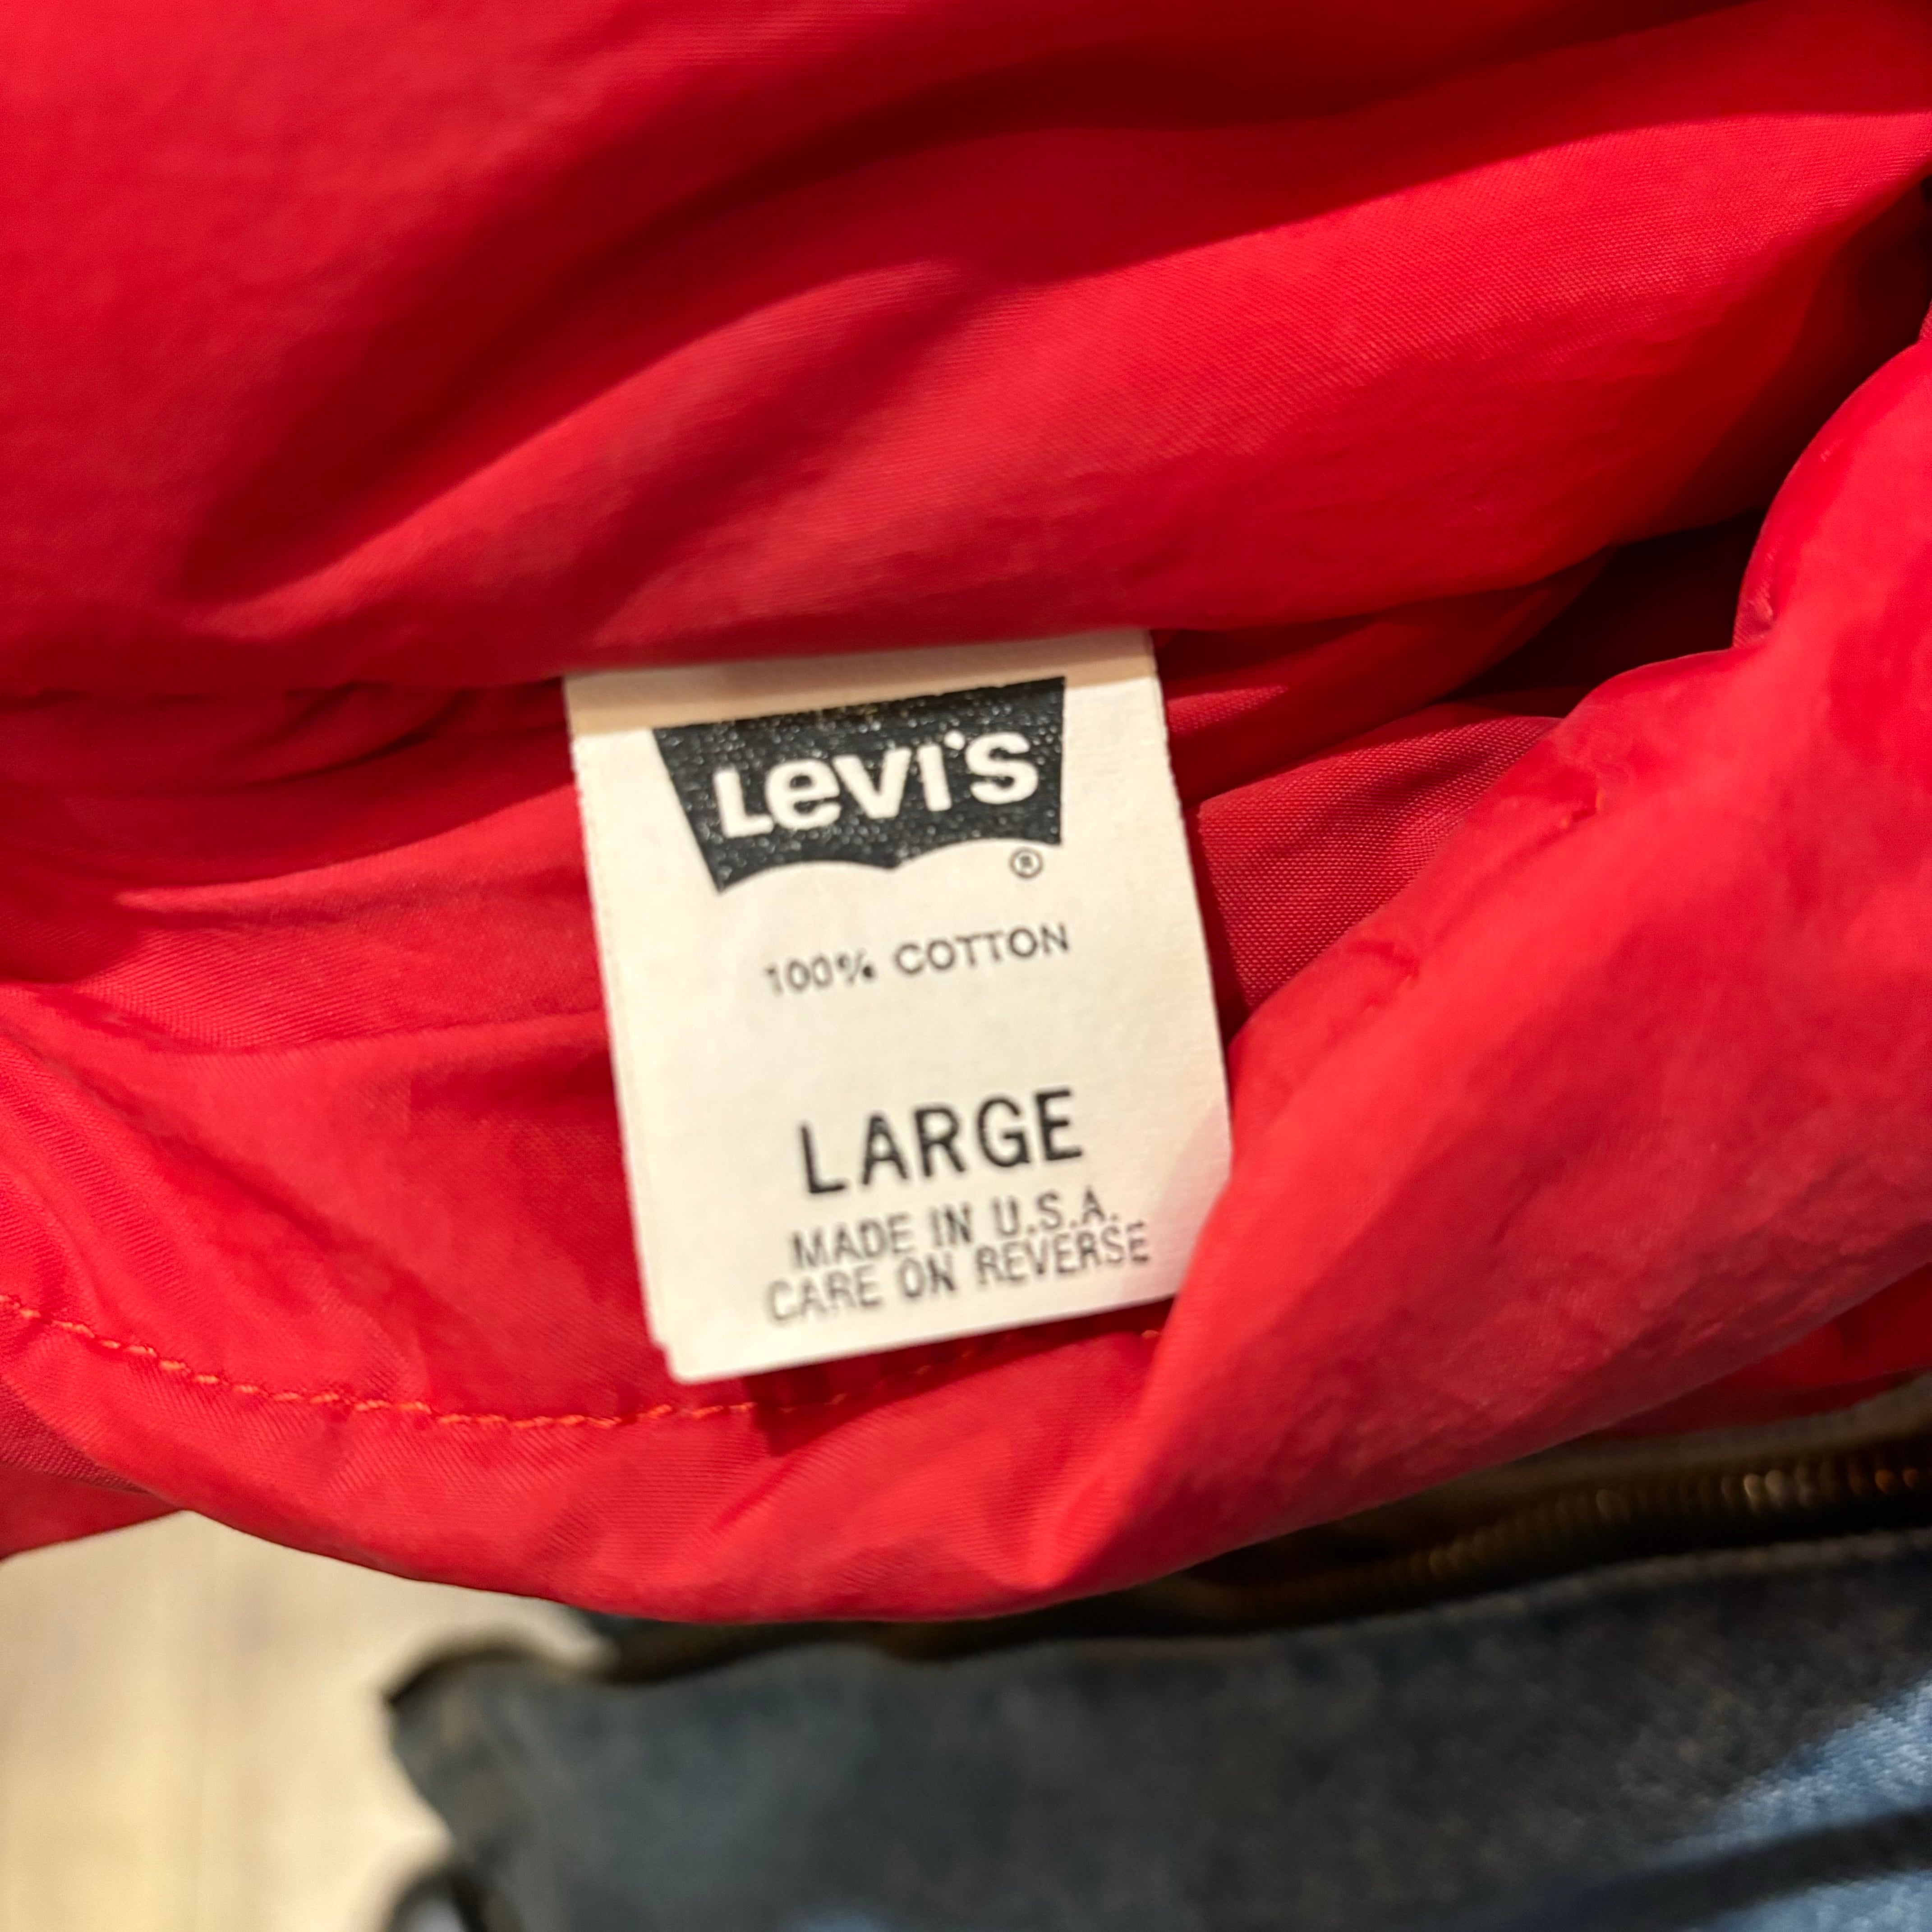 Levi's
®
100% COTTON
LARGE
MADE IN U.S.A.
CARE ON REVERSE